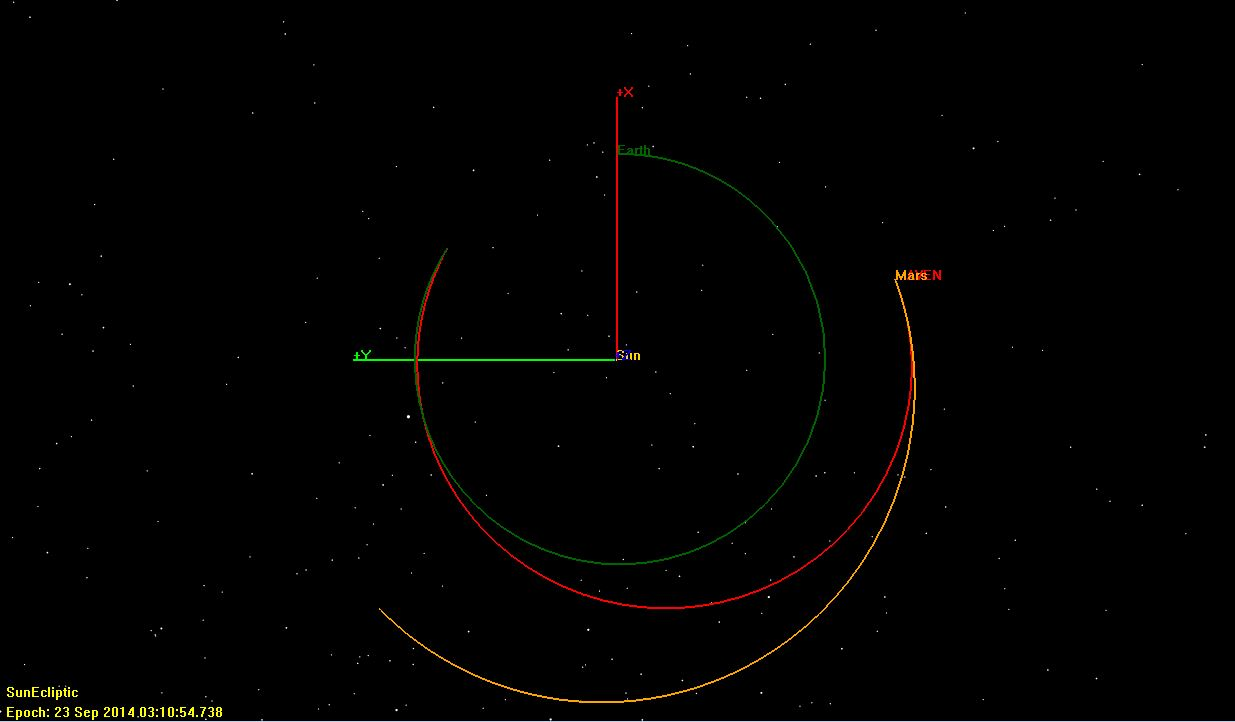 +X
Earth
Mars
+Y
Sun
SunEcliptic
Epoch: 23 Sep 2014 03:10:54.738